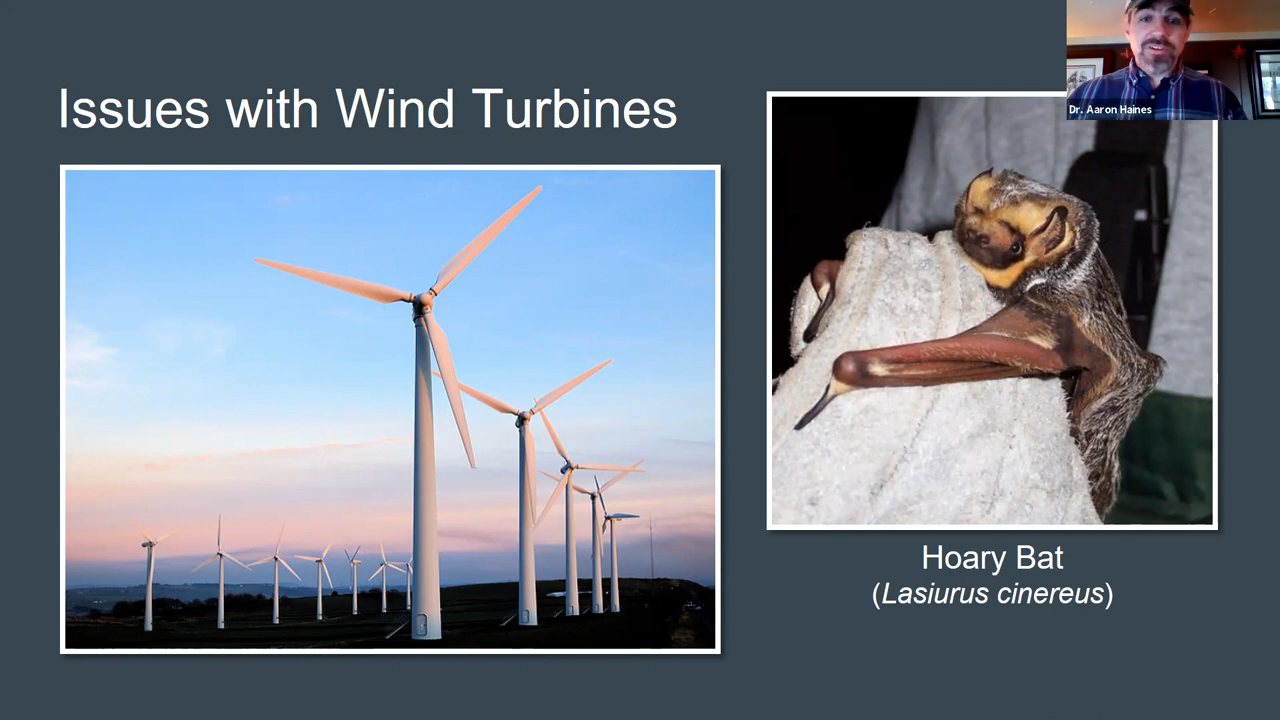 Issues with Wind Turbines
Dr. Aaron Haines
Hoary Bat
(Lasiurus cinereus)